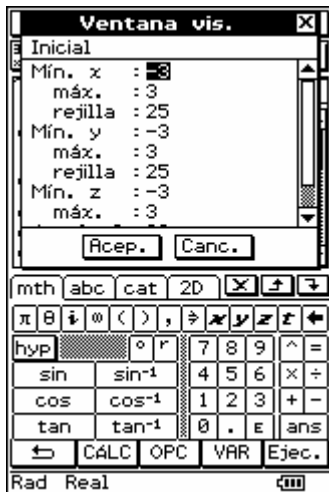 Ventana vis.
Inicial
Mín. x :-3
máx. :3
rejilla :25
Mín. y :-3
máx. :3
rejilla :25
Mín. z :-3
máx. :3
Acep. Canc.
mth abc cat 2D
π θ i ∞ ( ) , ⇒ x y z t ←
hyp ° r 7 8 9 ^ =
sin sin⁻¹ 4 5 6 × ÷
cos cos⁻¹ 1 2 3 + −
tan tan⁻¹ 0 . E ans
CALC OPC VAR Ejec.
Rad Real